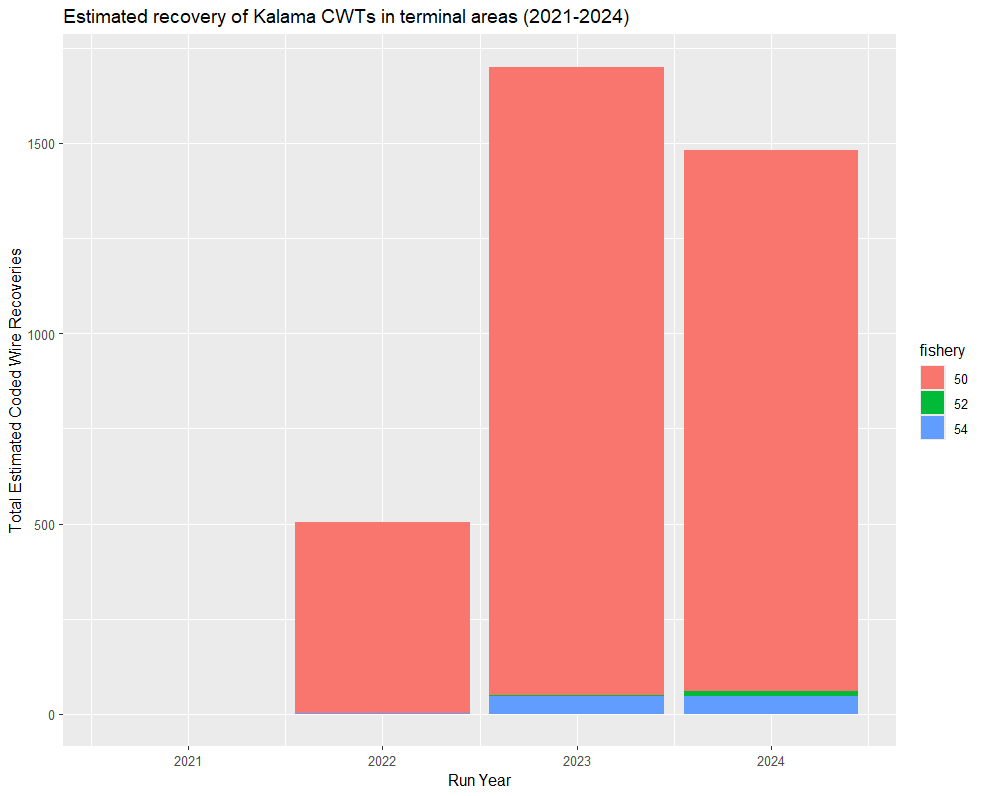 Estimated recovery of Kalama CWTs in terminal areas (2021-2024)
Total Estimated Coded Wire Recoveries
1500
1000
500
0
2021 2022 2023 2024
Run Year
fishery
50
52
54